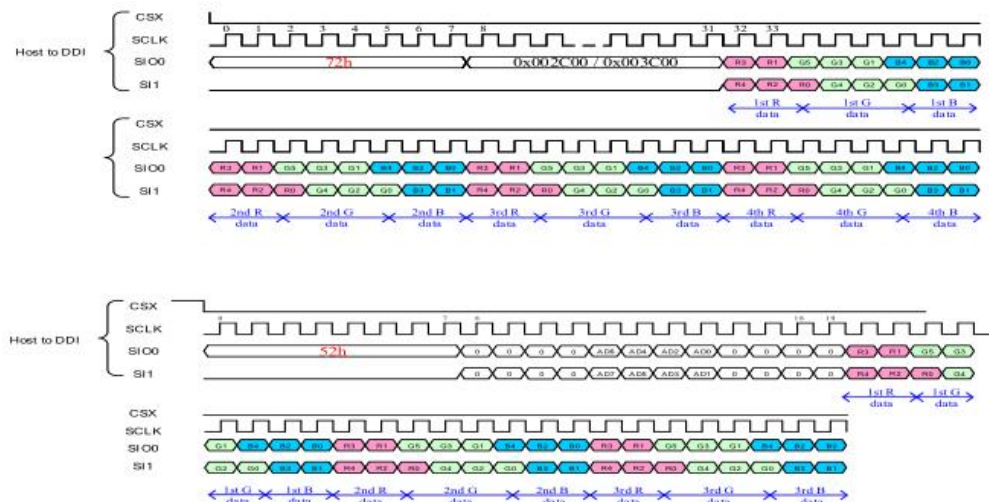 CSX
0 1 2 3 4 5 6 7 8 31 32 33
Host to DDI
SCLK
SIO0 72h 0x002C00 / 0x003C00 R3 R1 G5 G3 G1 B4 B2 B0
SI1 R4 R2 R0 G4 G2 G0 B3 B1
1st R data 1st G data 1st B data
CSX
SCLK
SIO0 R3 R1 G5 G3 G1 B4 B2 B0 R3 R1 G5 G3 G1 B4 B2 B0 R3 R1 G5 G3 G1 B4 B2 B0
SI1 R4 R2 R0 G4 G2 G0 B3 B1 R4 R2 R0 G4 G2 G0 B3 B1 R4 R2 R0 G4 G2 G0 B3 B1
2nd R data 2nd G data 2nd B data 3rd R data 3rd G data 3rd B data 4th R data 4th G data 4th B data
CSX
Host to DDI
SCLK
SIO0 52h 0 0 0 0 AD6 AD4 AD2 AD0 0 0 0 0 R3 R1 G5 G3
SI1 0 0 0 0 AD7 AD5 AD3 AD1 0 0 0 0 R4 R2 R0 G4
1st R data 1st G data
CSX
SCLK
SIO0 G1 B4 B2 B0 R3 R1 G5 G3 G1 B4 B2 B0 R3 R1 G5 G3 G1 B4 B2
SI1 G2 G0 B3 B1 R4 R2 R0 G4 G2 G0 B3 B1 R4 R2 G4 G2 G0 B3 B1
1st G data 1st B data 2nd R data 2nd G data 2nd B data 3rd R data 3rd G data 3rd B data